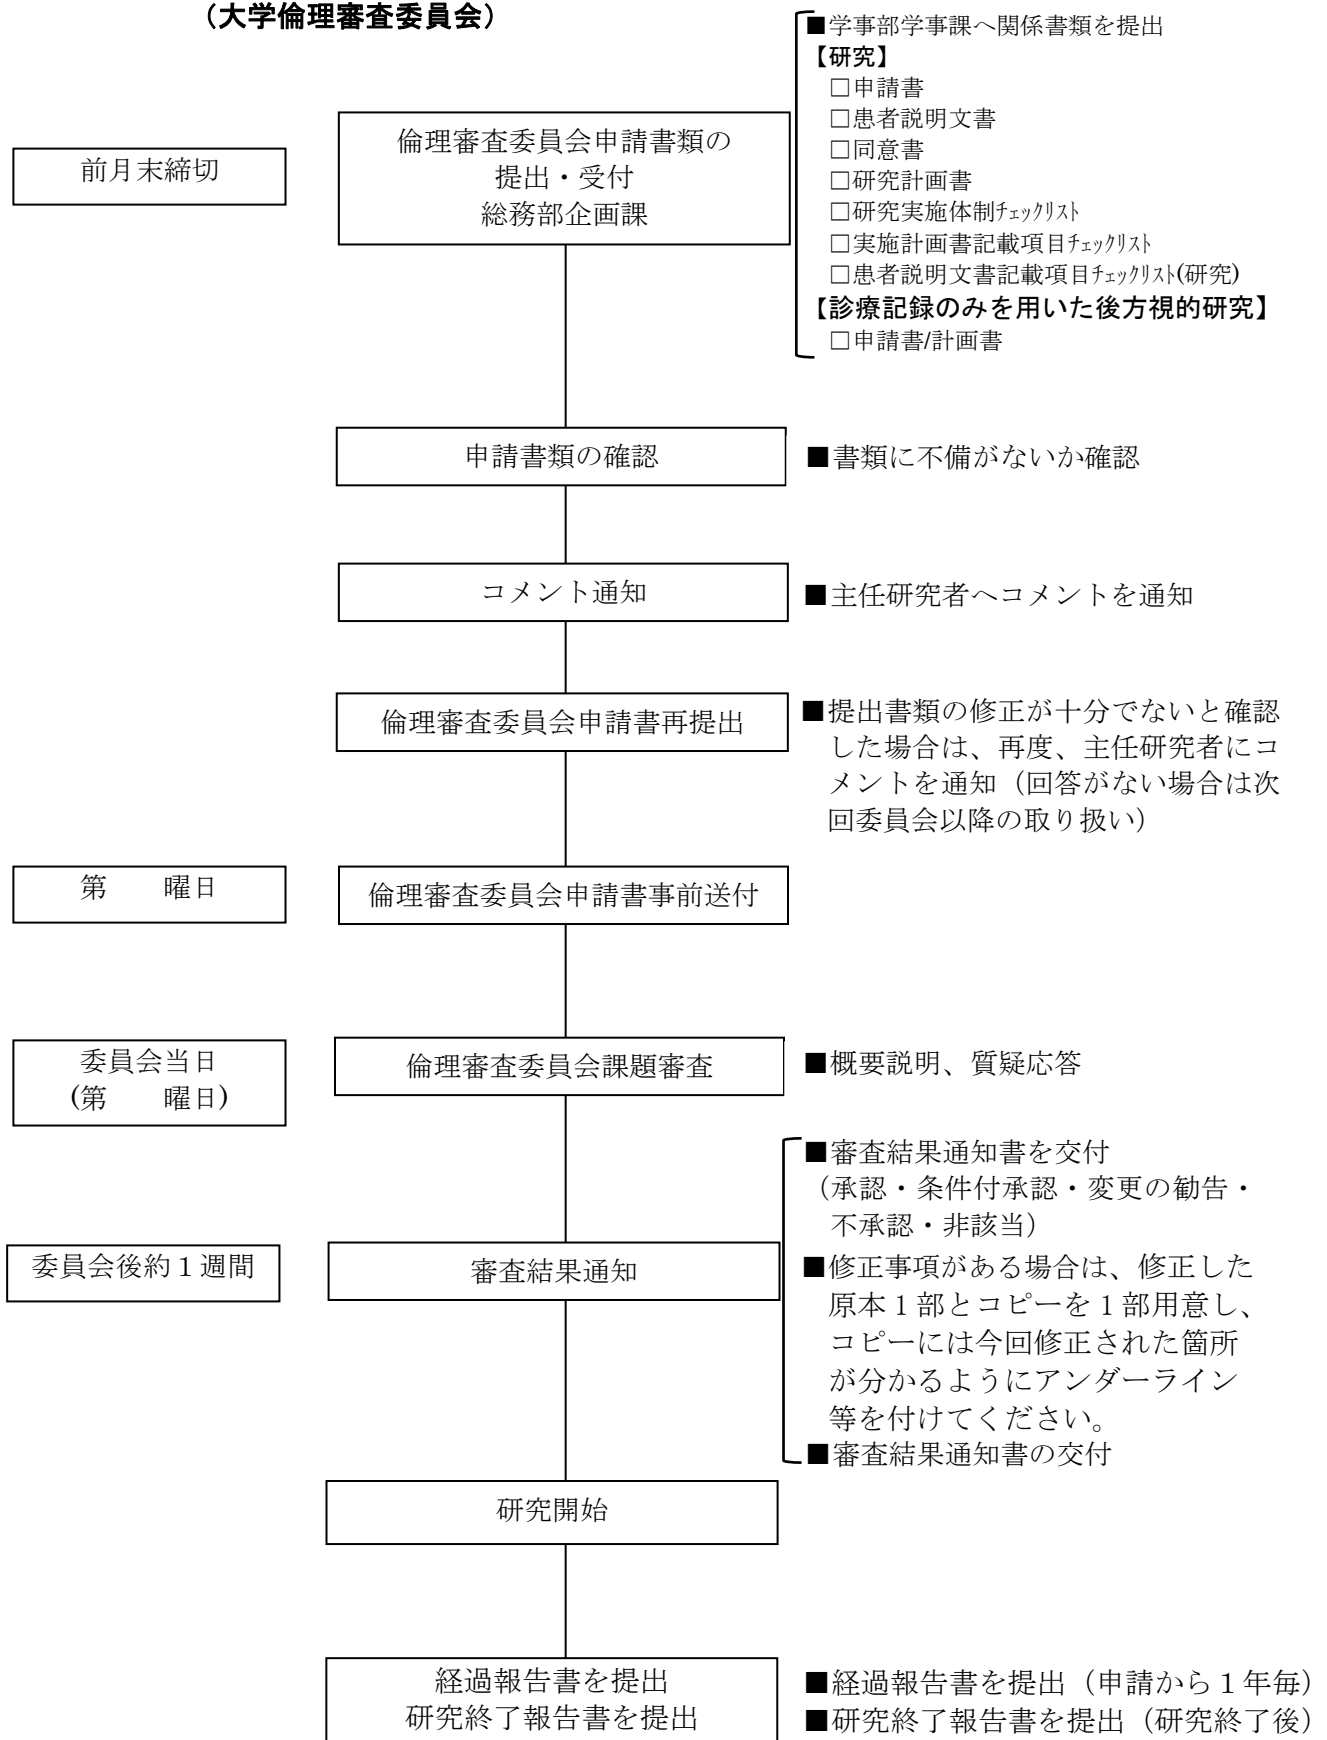 （大学倫理審査委員会）
■学事部学事課へ関係書類を提出
【研究】
□申請書
□患者説明文書
□同意書
□研究計画書
□研究実施体制ﾁｪｯｸﾘｽﾄ
□実施計画書記載項目ﾁｪｯｸﾘｽﾄ
□患者説明文書記載項目ﾁｪｯｸﾘｽﾄ(研究)
【診療記録のみを用いた後方視的研究】
□申請書/計画書
前月末締切
倫理審査委員会申請書類の
提出・受付
総務部企画課
申請書類の確認
■書類に不備がないか確認
コメント通知
■主任研究者へコメントを通知
倫理審査委員会申請書再提出
■提出書類の修正が十分でないと確認
した場合は、再度、主任研究者にコ
メントを通知（回答がない場合は次
回委員会以降の取り扱い）
第　　曜日
倫理審査委員会申請書事前送付
委員会当日
(第　　曜日)
倫理審査委員会課題審査
■概要説明、質疑応答
委員会後約１週間
審査結果通知
■審査結果通知書を交付
（承認・条件付承認・変更の勧告・
不承認・非該当）
■修正事項がある場合は、修正した
原本１部とコピーを１部用意し、
コピーには今回修正された箇所
が分かるようにアンダーライン
等を付けてください。
■審査結果通知書の交付
研究開始
経過報告書を提出
研究終了報告書を提出
■経過報告書を提出（申請から１年毎）
■研究終了報告書を提出（研究終了後）